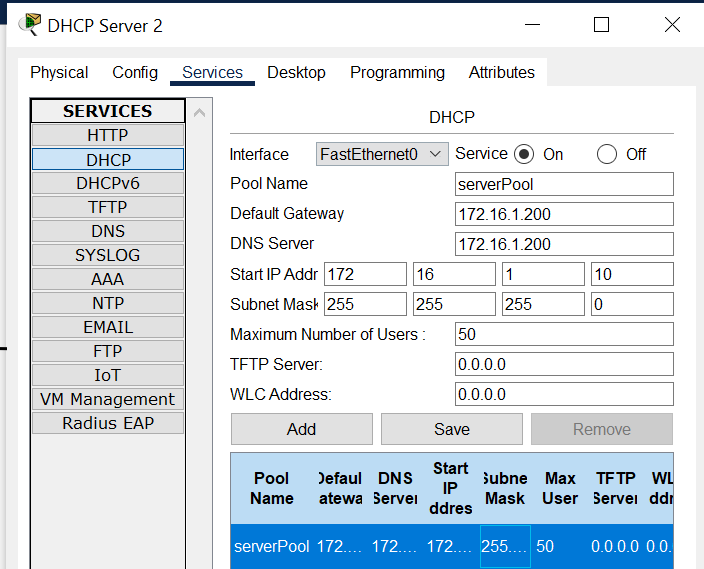 DHCP Server 2
Physical Config Services Desktop Programming Attributes
SERVICES
HTTP
DHCP
DHCPv6
TFTP
DNS
SYSLOG
AAA
NTP
EMAIL
FTP
IoT
VM Management
Radius EAP
DHCP
Interface FastEthernet0 Service On Off
Pool Name serverPool
Default Gateway 172.16.1.200
DNS Server 172.16.1.200
Start IP Addr 172 16 1 10
Subnet Mask 255 255 255 0
Maximum Number of Users : 50
TFTP Server: 0.0.0.0
WLC Address: 0.0.0.0
Add Save Remove
Pool Name
Defaul atewa
DNS Server
Start IP ddres
Subne Mask
Max User
TFTP Server
WL ddr
serverPool 172.... 172.... 172.... 255.... 50 0.0.0.0 0.0.